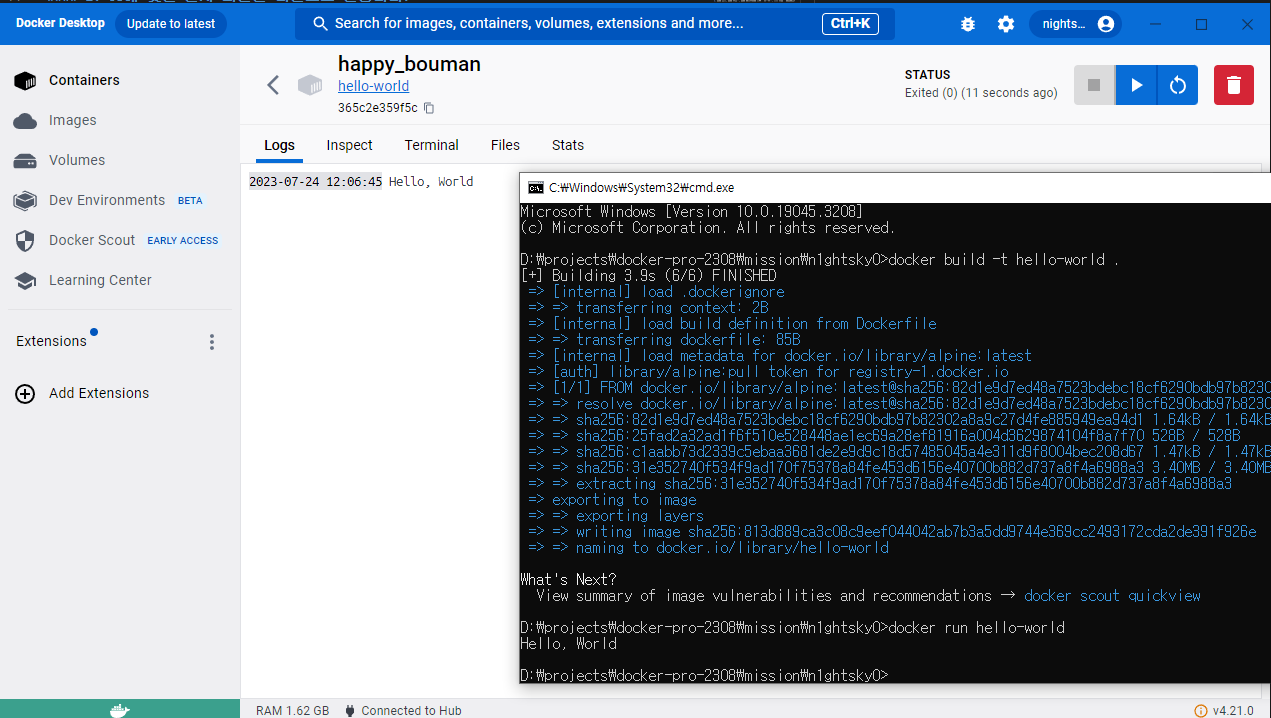 Docker Desktop
Update to latest
Search for images, containers, volumes, extensions and more...
Ctrl+K
nights...
Containers
Images
Volumes
Dev Environments BETA
Docker Scout EARLY ACCESS
Learning Center
Extensions
Add Extensions
happy_bouman
hello-world
365c2e359f5c
STATUS
Exited (0) (11 seconds ago)
Logs
Inspect
Terminal
Files
Stats
2023-07-24 12:06:45 Hello, World
C:₩Windows₩System32₩cmd.exe
Microsoft Windows [Version 10.0.19045.3208]
(c) Microsoft Corporation. All rights reserved.
D:₩projects₩docker-pro-2308₩mission₩n1ghtsky0>docker build -t hello-world .
[+] Building 3.9s (6/6) FINISHED
=> [internal] load .dockerignore
=> => transferring context: 2B
=> [internal] load build definition from Dockerfile
=> => transferring dockerfile: 85B
=> [internal] load metadata for docker.io/library/alpine:latest
=> [auth] library/alpine:pull token for registry-1.docker.io
=> [1/1] FROM docker.io/library/alpine:latest@sha256:82d1e9d7ed48a7523bdebc18cf6290bdb97b8230
=> => resolve docker.io/library/alpine:latest@sha256:82d1e9d7ed48a7523bdebc18cf6290bdb97b8230
=> => sha256:82d1e9d7ed48a7523bdebc18cf6290bdb97b82302a8a9c27d4fe885949ea94d1 1.64kB / 1.64kB
=> => sha256:25fad2a32ad1f6f510e528448ae1ec69a28ef81916a004d3629874104f8a7f70 528B / 528B
=> => sha256:c1aabb73d2339c5ebaa3681de2e9d9c18d57485045a4e311d9f8004bec208d67 1.47kB / 1.47kB
=> => sha256:31e352740f534f9ad170f75378a84fe453d6156e40700b882d737a8f4a6988a3 3.40MB / 3.40MB
=> => extracting sha256:31e352740f534f9ad170f75378a84fe453d6156e40700b882d737a8f4a6988a3
=> exporting to image
=> => exporting layers
=> => writing image sha256:813d889ca3c08c9eef044042ab7b3a5dd9744e369cc2493172cda2de391f926e
=> => naming to docker.io/library/hello-world
What's Next?
View summary of image vulnerabilities and recommendations → docker scout quickview
D:₩projects₩docker-pro-2308₩mission₩n1ghtsky0>docker run hello-world
Hello, World
D:₩projects₩docker-pro-2308₩mission₩n1ghtsky0>
RAM 1.62 GB
Connected to Hub
v4.21.0